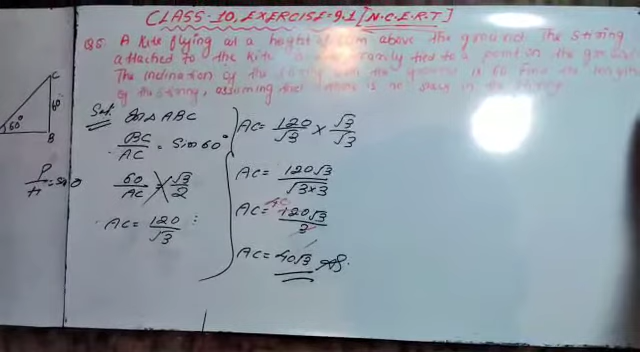 CLASS-10, EXERCISE-9.1 [N.C.E.R.T]
Q5. A kite flying at a height of 60m above the ground. The string
attached to the kite is temporarily tied to a point on the ground
The inclination of the string with the ground is 60° Find the length
of the string, assuming that there is no slack in the string
C
60
60°
B
P/H = sin θ
Sol. In Δ ABC
BC/AC = Sin 60°
60/AC = √3/2
AC = 120/√3
AC = 120/√3 × √3/√3
AC = 120√3/√3×3
AC = 40 120√3/3
AC = 40√3 Ans.